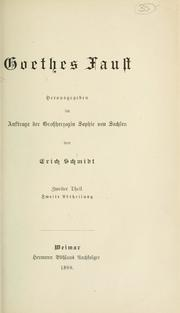 35
Goethes Faust
Herausgegeben
im
Auftrage der Großherzogin Sophie von Sachsen
von
Erich Schmidt
Zweiter Theil
Zweite Abtheilung
Weimar
Hermann Böhlaus Nachfolger